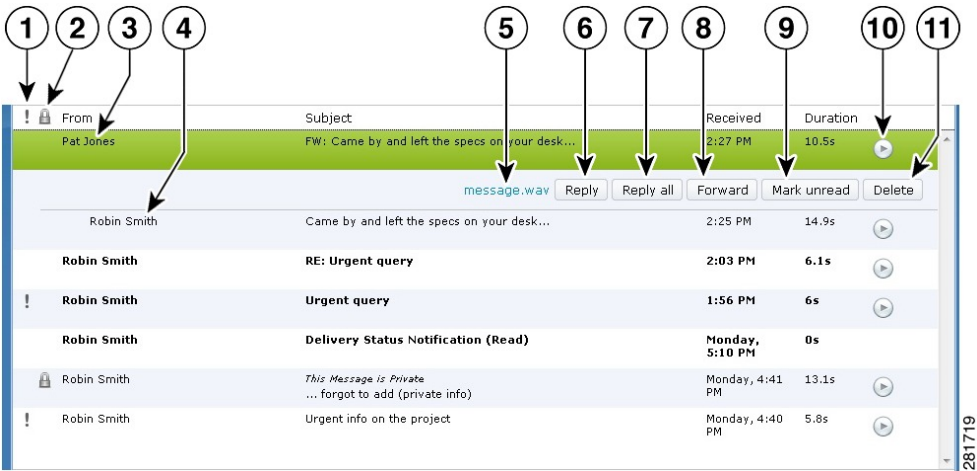 1 2 3 4 5 6 7 8 9 10 11
! From Subject Received Duration
Pat Jones FW: Came by and left the specs on your desk... 2:27 PM 10.5s
message.wav Reply Reply all Forward Mark unread Delete
Robin Smith Came by and left the specs on your desk... 2:25 PM 14.9s
Robin Smith RE: Urgent query 2:03 PM 6.1s
! Robin Smith Urgent query 1:56 PM 6s
Robin Smith Delivery Status Notification (Read) Monday, 0s
5:10 PM
Robin Smith This Message is Private Monday, 4:41 13.1s
... forgot to add (private info) PM
! Robin Smith Urgent info on the project Monday, 4:40 5.8s
PM
281719